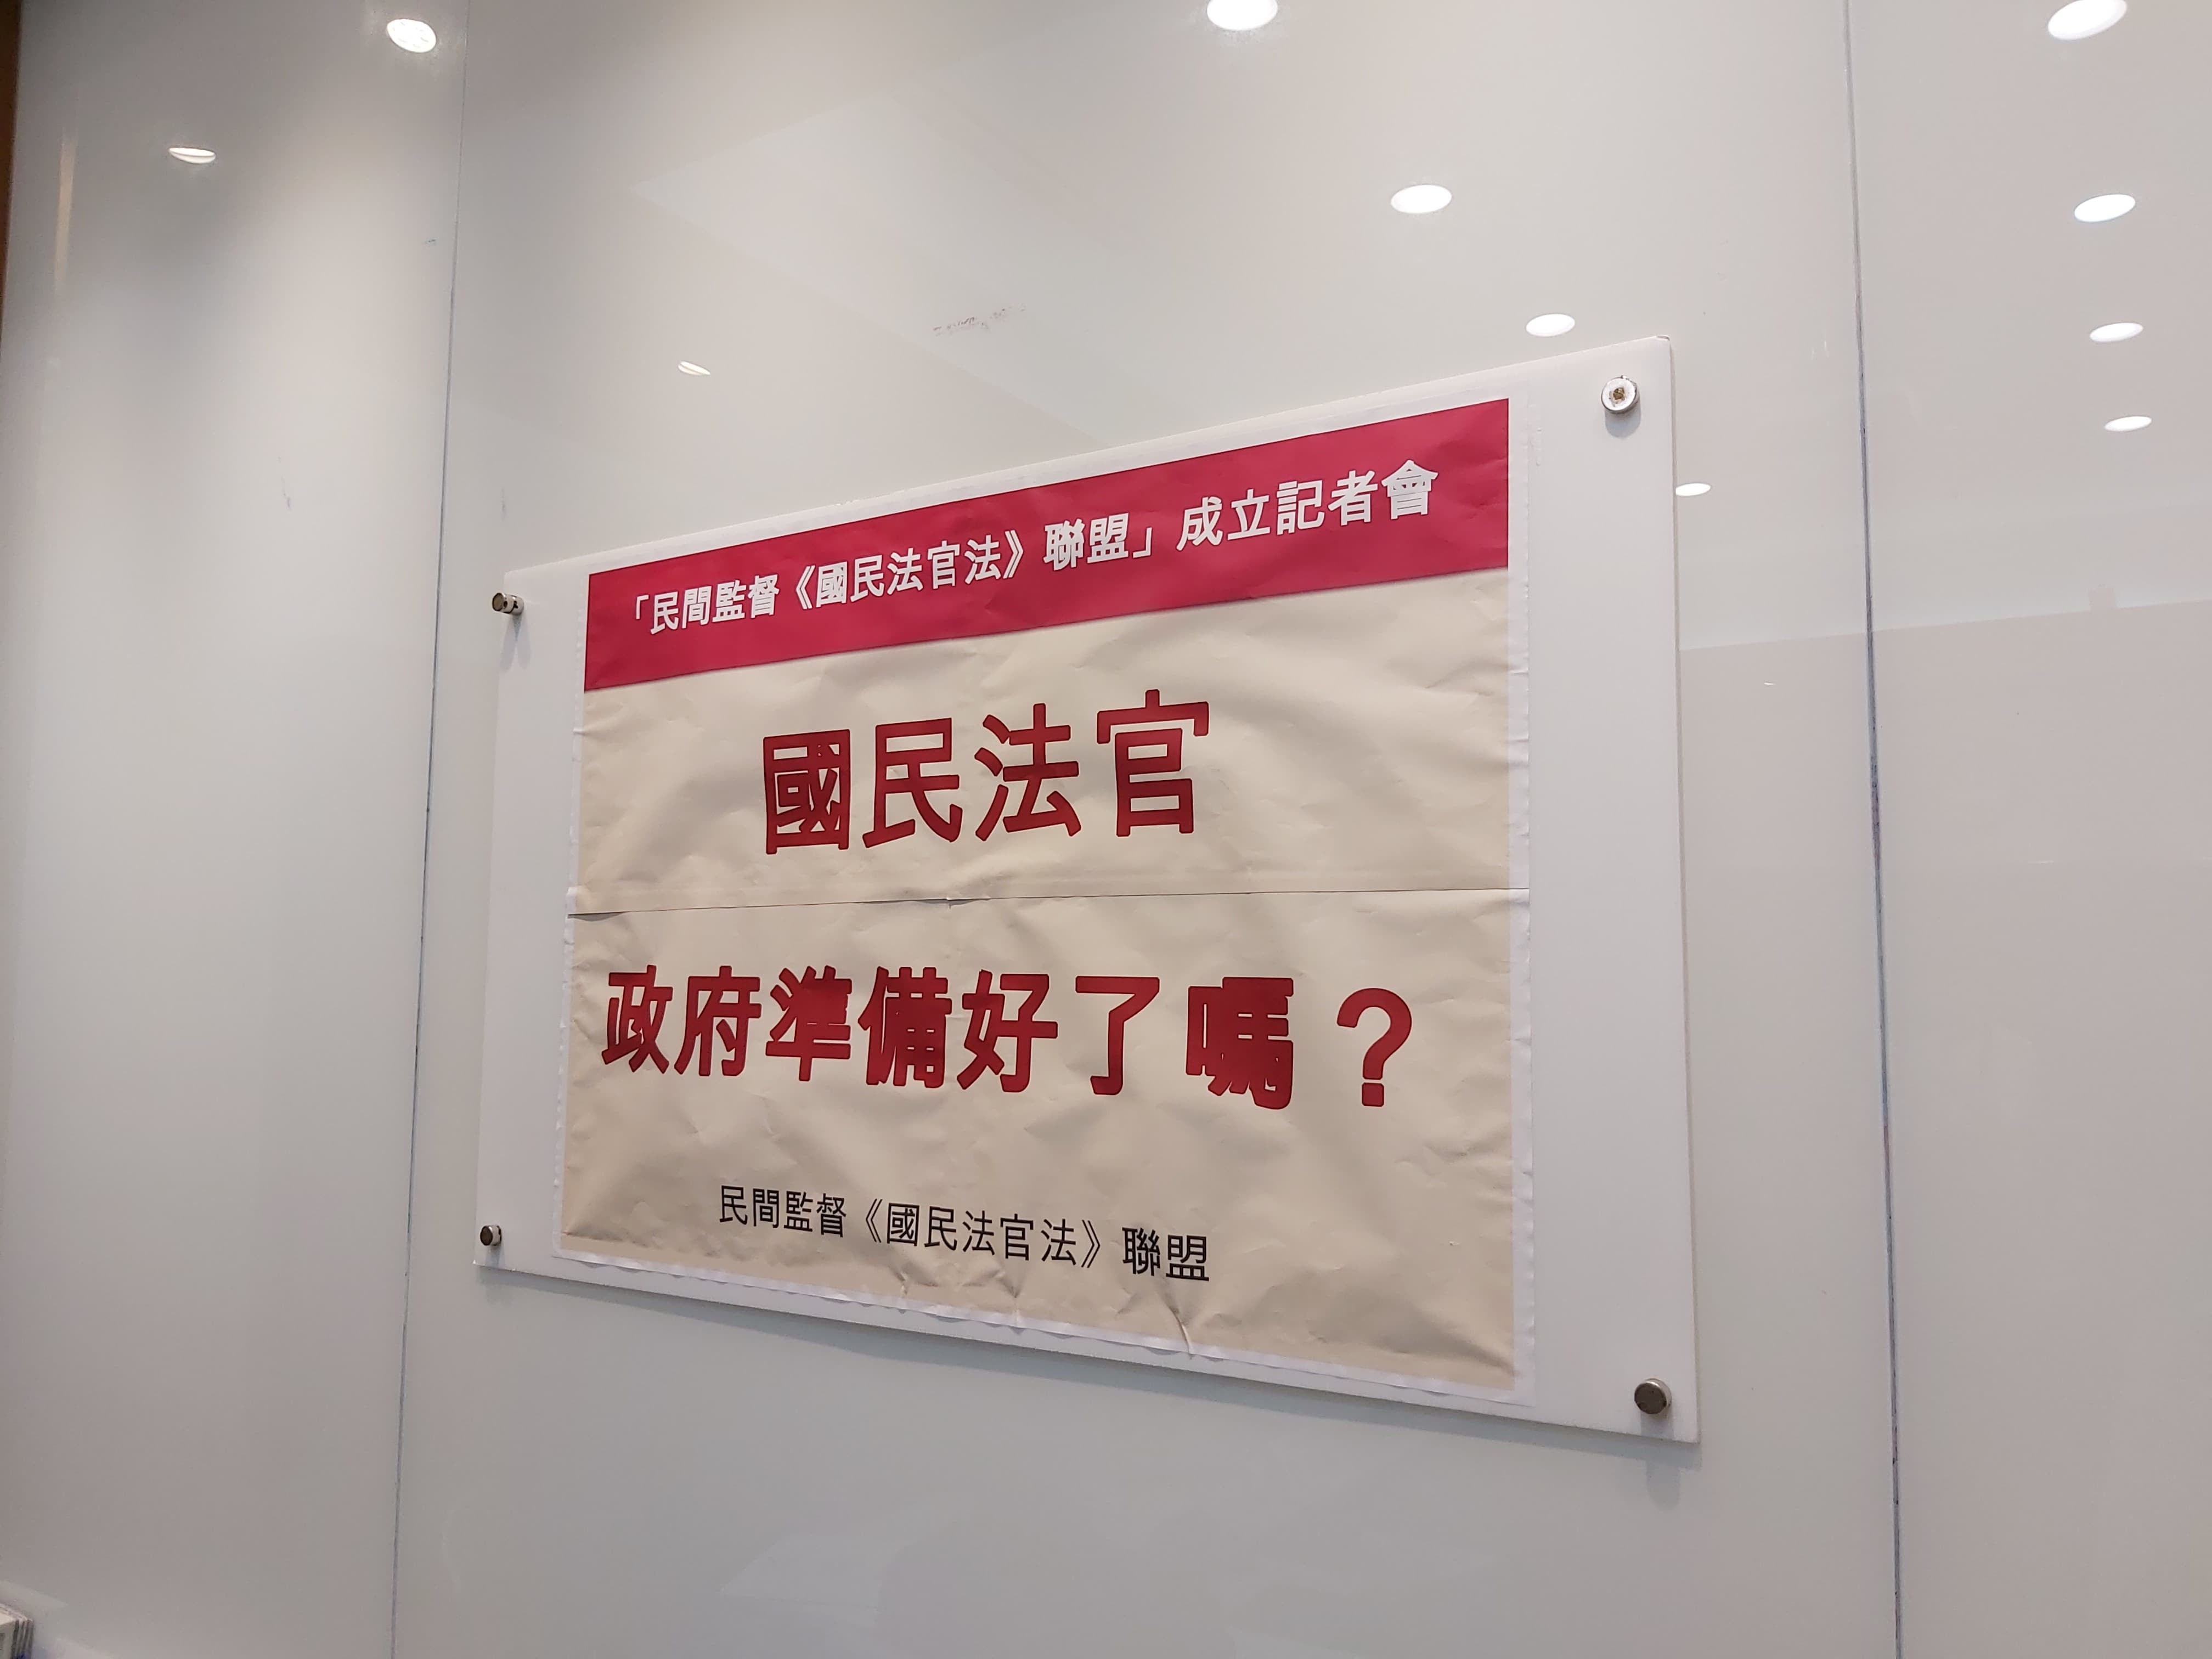 「民間監督《國民法官法》聯盟」成立記者會
國民法官
政府準備好了嗎？
民間監督《國民法官法》聯盟